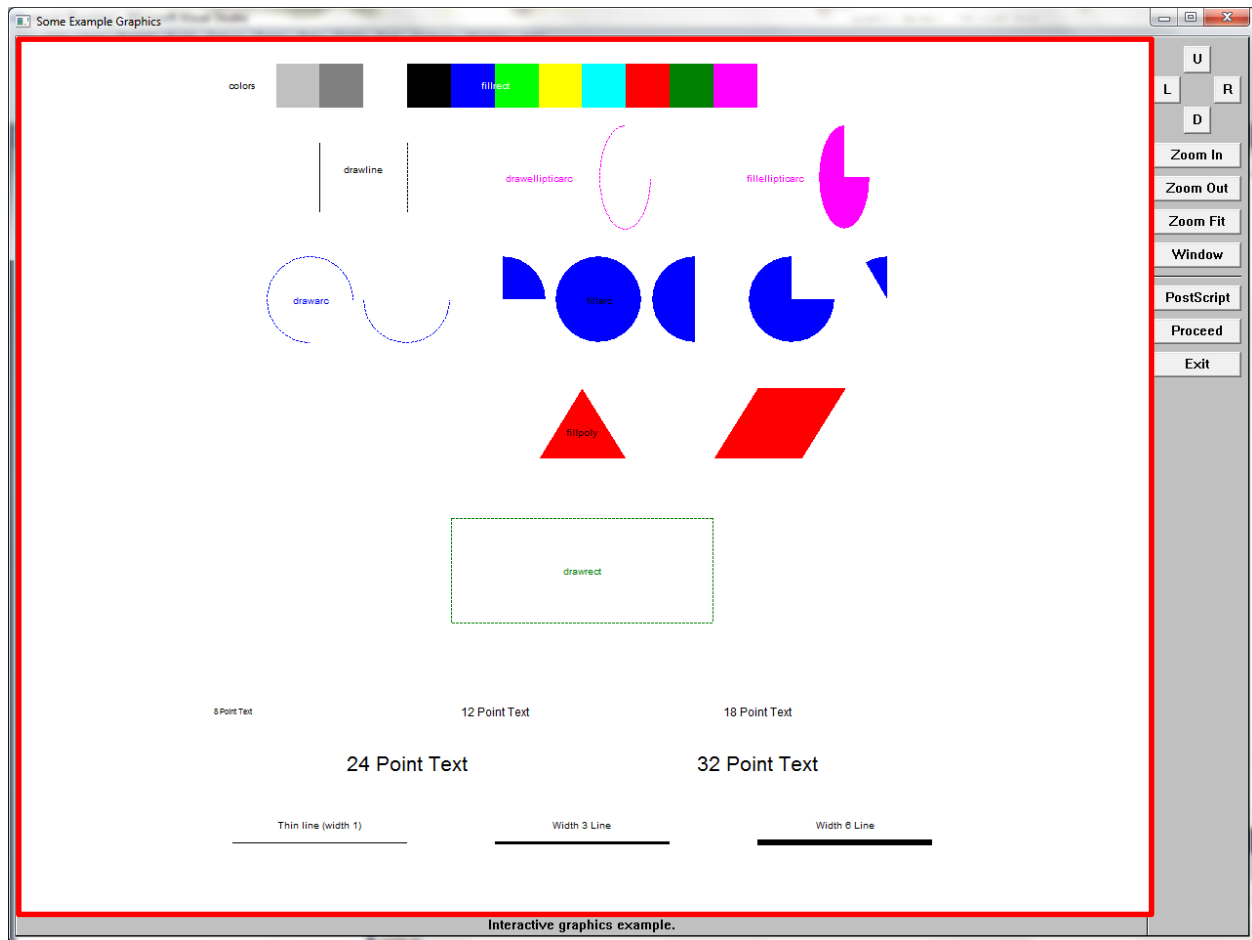 Some Example Graphics
U
L R
D
Zoom In
Zoom Out
Zoom Fit
Window
PostScript
Proceed
Exit
colors
fillrect
drawline
drawellipticarc
fillellipticarc
drawarc
fillarc
fillpoly
drawrect
8 Point Text
12 Point Text
18 Point Text
24 Point Text
32 Point Text
Thin line (width 1)
Width 3 Line
Width 6 Line
Interactive graphics example.